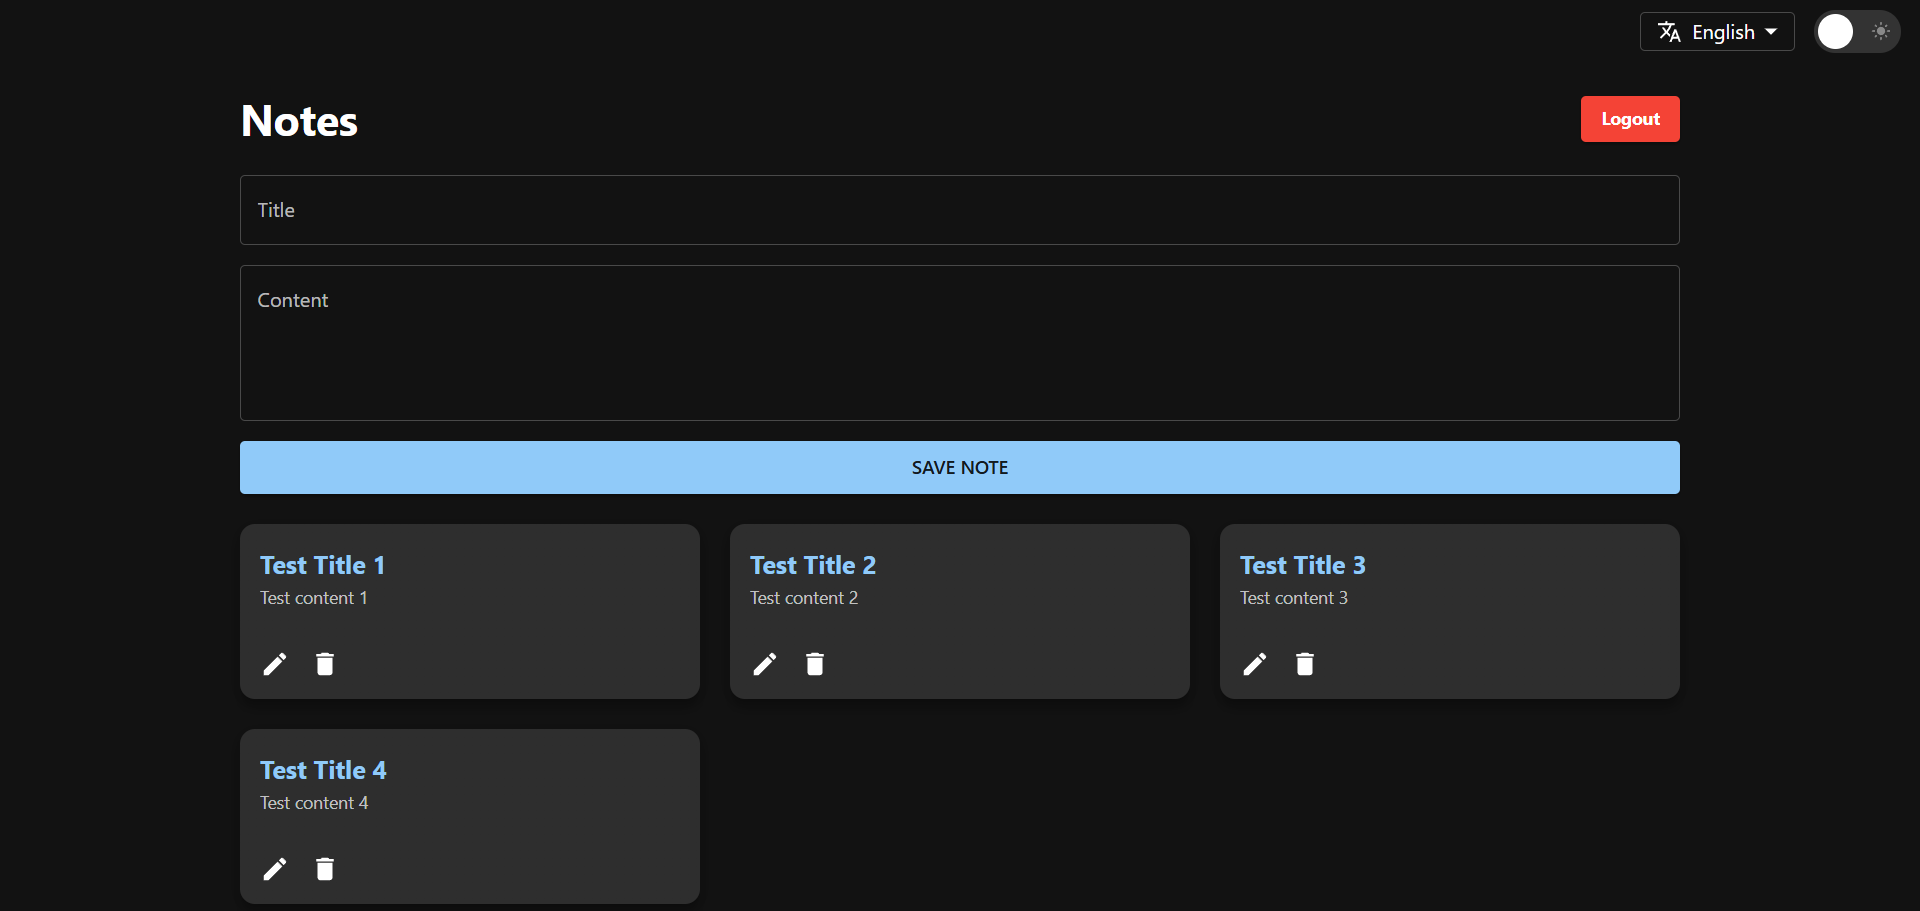 English
Notes
Logout
Title
Content
SAVE NOTE
Test Title 1
Test content 1
Test Title 2
Test content 2
Test Title 3
Test content 3
Test Title 4
Test content 4